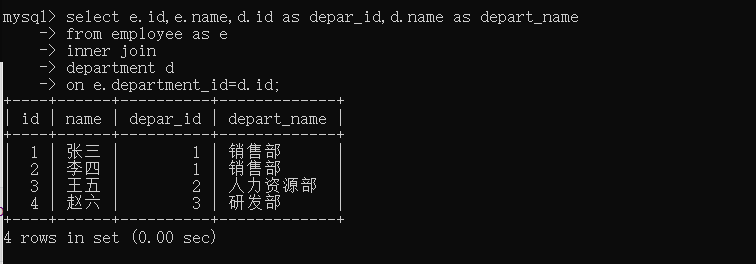 mysql> select e.id,e.name,d.id as depar_id,d.name as depart_name
    -> from employee as e
    -> inner join
    -> department d
    -> on e.department_id=d.id;
+----+------+----------+-------------+
| id | name | depar_id | depart_name |
+----+------+----------+-------------+
|  1 | 张三 |        1 | 销售部 |
|  2 | 李四 |        1 | 销售部 |
|  3 | 王五 |        2 | 人力资源部 |
|  4 | 赵六 |        3 | 研发部 |
+----+------+----------+-------------+
4 rows in set (0.00 sec)